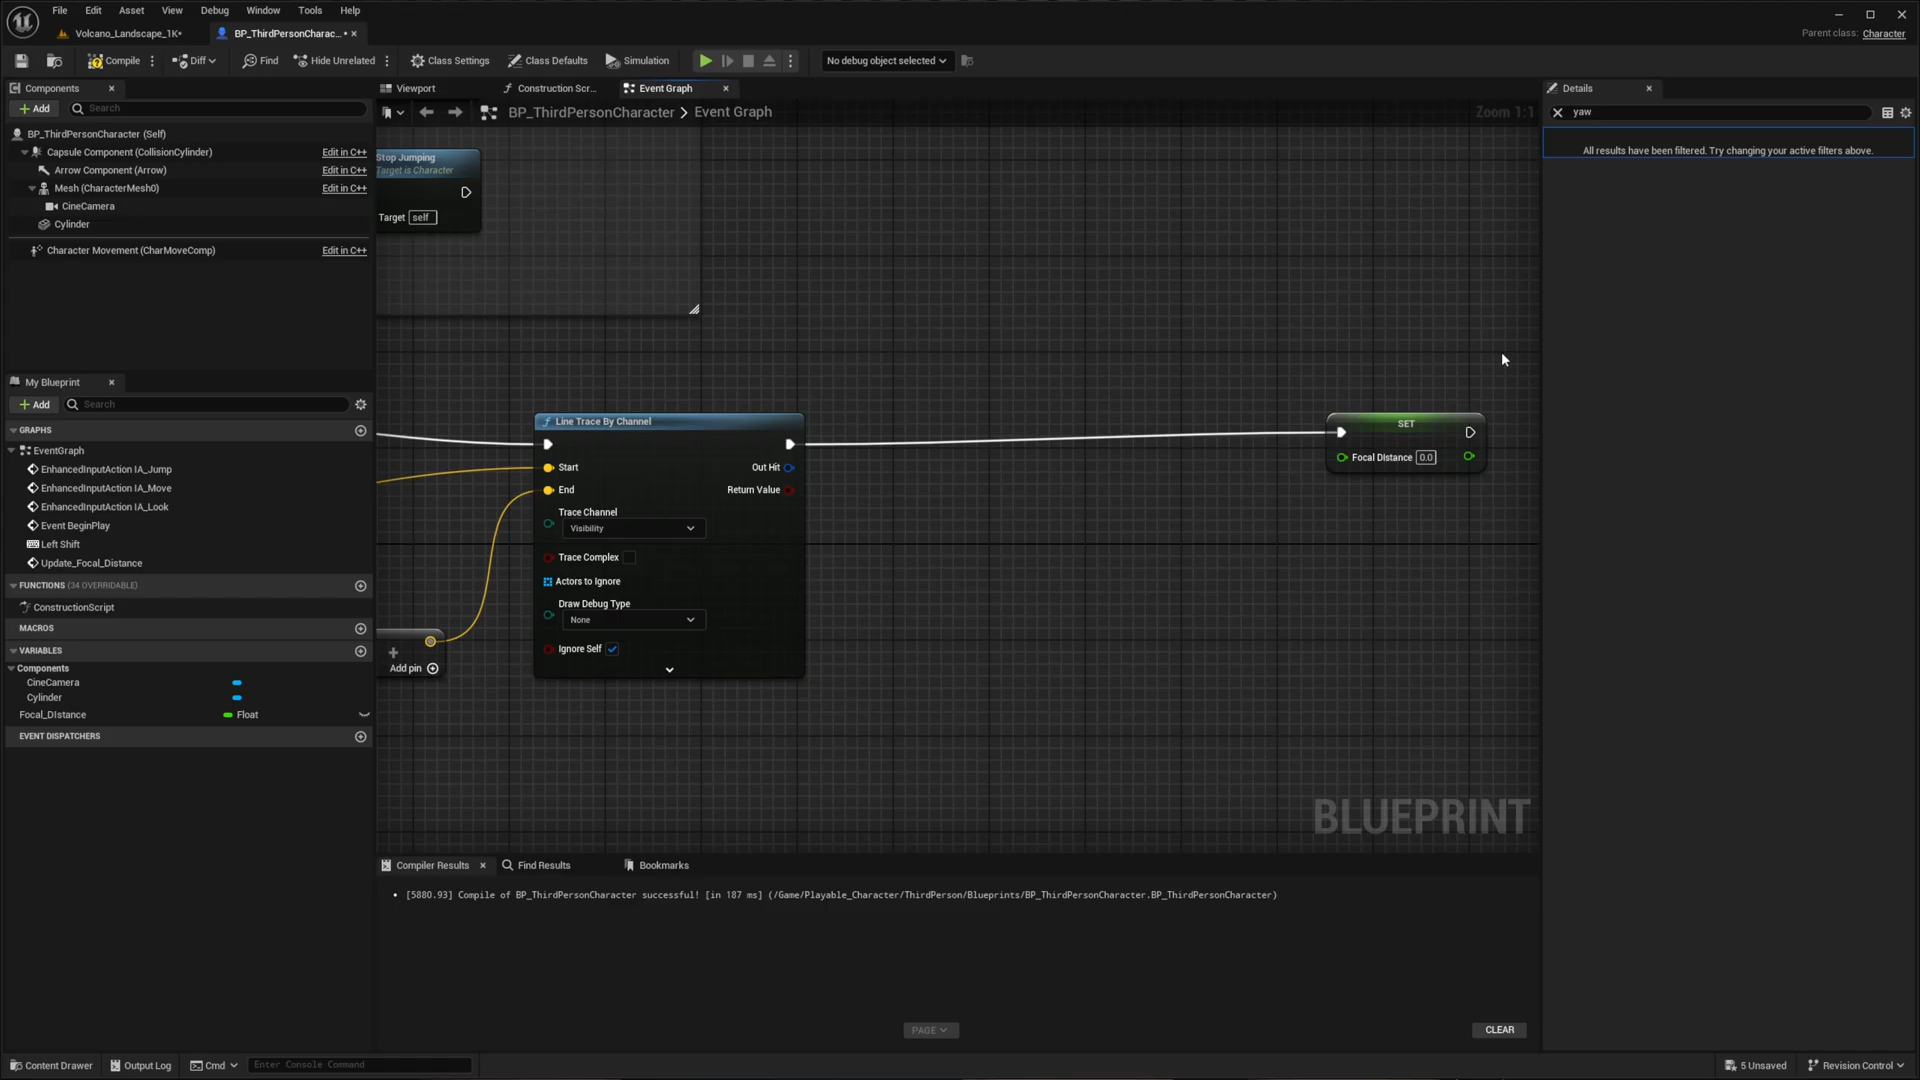 File Edit Asset View Debug Window Tools Help
Volcano_Landscape_1K*
BP_ThirdPersonCharac...
Parent class: Character
Compile
Diff
Find
Hide Unrelated
Class Settings
Class Defaults
Simulation
No debug object selected
Components
Viewport
Construction Scr...
Event Graph
Details
Add
Search
BP_ThirdPersonCharacter > Event Graph
Zoom 1:1
yaw
All results have been filtered. Try changing your active filters above.
BP_ThirdPersonCharacter (Self)
Capsule Component (CollisionCylinder) Edit in C++
Arrow Component (Arrow) Edit in C++
Mesh (CharacterMesh0) Edit in C++
CineCamera
Cylinder
Character Movement (CharMoveComp) Edit in C++
Stop Jumping
Target is Character
Target self
My Blueprint
Add
Search
GRAPHS
EventGraph
EnhancedInputAction IA_Jump
EnhancedInputAction IA_Move
EnhancedInputAction IA_Look
Event BeginPlay
Left Shift
Update_Focal_Distance
FUNCTIONS (34 OVERRIDABLE)
ConstructionScript
MACROS
VARIABLES
Components
CineCamera
Cylinder
Focal_DIstance Float
EVENT DISPATCHERS
Line Trace By Channel
Start
Out Hit
End
Return Value
Trace Channel
Visibility
Trace Complex
Actors to Ignore
Draw Debug Type
None
Ignore Self
Add pin
SET
Focal Distance 0.0
BLUEPRINT
Compiler Results
Find Results
Bookmarks
[5880.93] Compile of BP_ThirdPersonCharacter successful! [in 187 ms] (/Game/Playable_Character/ThirdPerson/Blueprints/BP_ThirdPersonCharacter.BP_ThirdPersonCharacter)
PAGE
CLEAR
Content Drawer
Output Log
Cmd
Enter Console Command
5 Unsaved
Revision Control